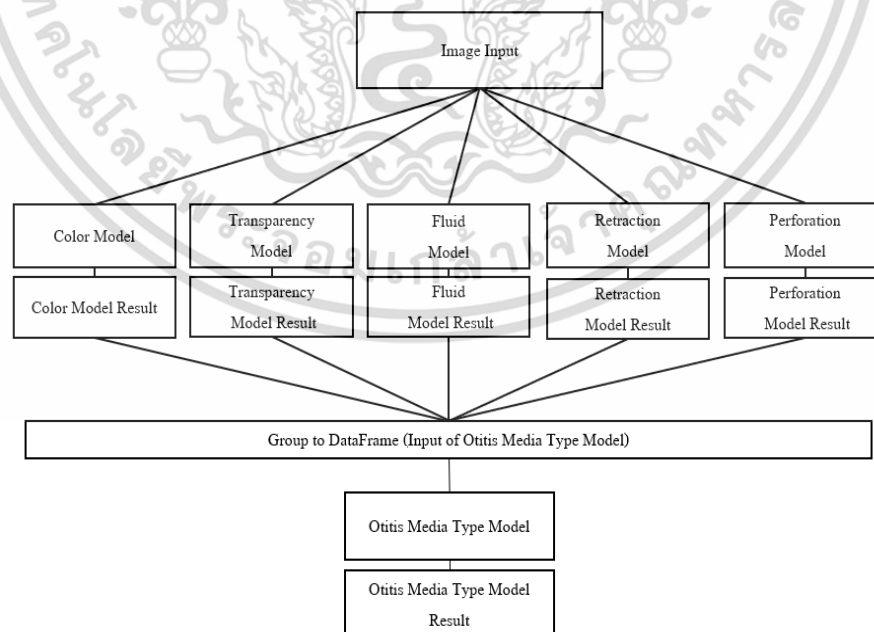 Image Input
Color Model
Transparency
Model
Fluid
Model
Retraction
Model
Perforation
Model
Color Model Result
Transparency
Model Result
Fluid
Model Result
Retraction
Model Result
Perforation
Model Result
Group to DataFrame (Input of Otitis Media Type Model)
Otitis Media Type Model
Otitis Media Type Model
Result